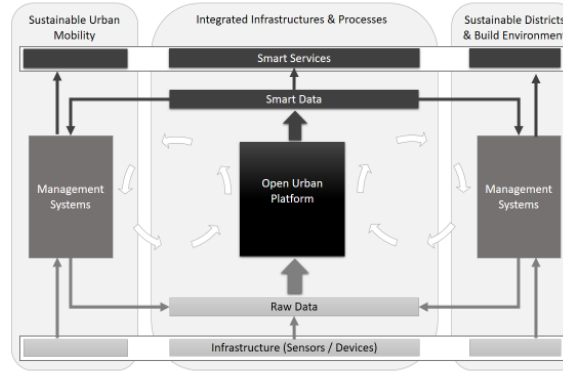 Sustainable Urban
Mobility
Integrated Infrastructures & Processes
Sustainable Districts
& Build Environment
Smart Services
Smart Data
Management
Systems
Open Urban
Platform
Management
Systems
Raw Data
Infrastructure (Sensors / Devices)